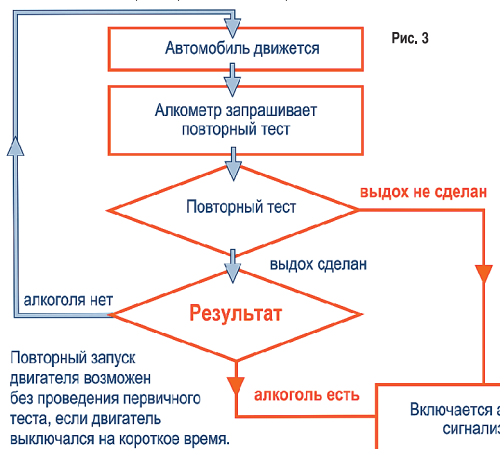 Автомобиль движется
Рис. 3
Алкометр запрашивает
повторный тест
выдох не сделан
Повторный тест
выдох сделан
алкоголя нет
Результат
Повторный запуск
двигателя возможен
без проведения первичного
теста, если двигатель
выключался на короткое время.
алкоголь есть
Включается